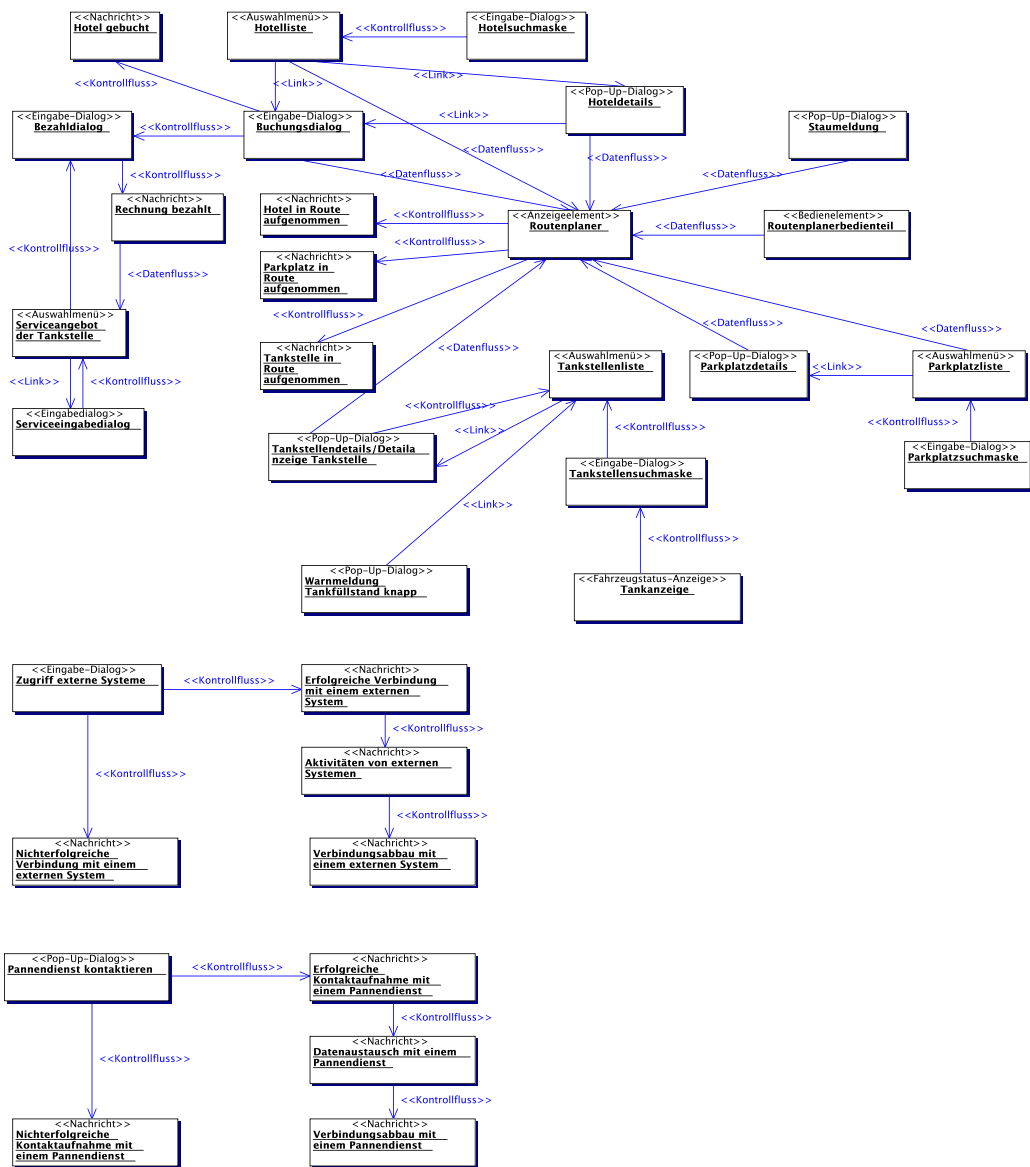 <<Nachricht>>
Hotel gebucht
<<Auswahlmenü>>
Hotelliste
<<Kontrollfluss>>
<<Eingabe-Dialog>>
Hotelsuchmaske
<<Kontrollfluss>
<<Link>>
<<Link>>
<<Pop-Up-Dialog>>
Hoteldetails
<<Eingabe-Dialog>>
Bezahldialog
<<Kontrollfluss>>
<<Eingabe-Dialog>>
Buchungsdialog
<<Link>>
<<Pop-Up-Dialog>>
Staumeldung
<<Datenfluss>>
<<Datenfluss>>
<<Kontrollfluss>>
<<Datenfluss>>
<<Datenfluss>>
<<Nachricht>>
Rechnung bezahlt
<<Nachricht>>
Hotel in Route
aufgenommen
<<Kontrollfluss>>
<<Anzeigeelement>>
Routenplaner
<<Datenfluss>>
<<Bedienelement>>
Routenplanerbedienteil
<<Kontrollfluss>>
<<Kontrollfluss>>
<<Datenfluss>>
<<Nachricht>>
Parkplatz in
Route
aufgenommen
<<Auswahlmenü>>
Serviceangebot
der Tankstelle
<<Kontrollfluss>>
<<Datenfluss>>
<<Datenfluss>>
<<Nachricht>>
Tankstelle in
Route
aufgenommen
<<Datenfluss>>
<<Auswahlmenü>>
Tankstellenliste
<<Pop-Up-Dialog>>
Parkplatzdetails
<<Link>>
<<Auswahlmenü>>
Parkplatzliste
<<Link>>
<<Kontrollfluss>>
<<Eingabedialog>>
Serviceeingabedialog
<<Kontrollfluss>>
<<Link>>
<<Kontrollfluss>>
<<Kontrollfluss>>
<<Pop-Up-Dialog>>
Tankstellendetails/Detaila
nzeige Tankstelle
<<Eingabe-Dialog>>
Parkplatzsuchmaske
<<Eingabe-Dialog>>
Tankstellensuchmaske
<<Link>>
<<Kontrollfluss>>
<<Pop-Up-Dialog>>
Warnmeldung
Tankfüllstand knapp
<<Fahrzeugstatus-Anzeige>>
Tankanzeige
<<Eingabe-Dialog>>
Zugriff externe Systeme
<<Kontrollfluss>>
<<Nachricht>>
Erfolgreiche Verbindung
mit einem externen
System
<<Kontrollfluss>>
<<Nachricht>>
Aktivitäten von externen
Systemen
<<Kontrollfluss>>
<<Kontrollfluss>>
<<Nachricht>>
Nichterfolgreiche
Verbindung mit einem
externen System
<<Nachricht>>
Verbindungsabbau mit
einem externen System
<<Pop-Up-Dialog>>
Pannendienst kontaktieren
<<Kontrollfluss>>
<<Nachricht>>
Erfolgreiche
Kontaktaufnahme mit
einem Pannendienst
<<Kontrollfluss>>
<<Nachricht>>
Datenaustausch mit einem
Pannendienst
<<Kontrollfluss>>
<<Kontrollfluss>>
<<Nachricht>>
Nichterfolgreiche
Kontaktaufnahme mit
einem Pannendienst
<<Nachricht>>
Verbindungsabbau mit
einem Pannendienst